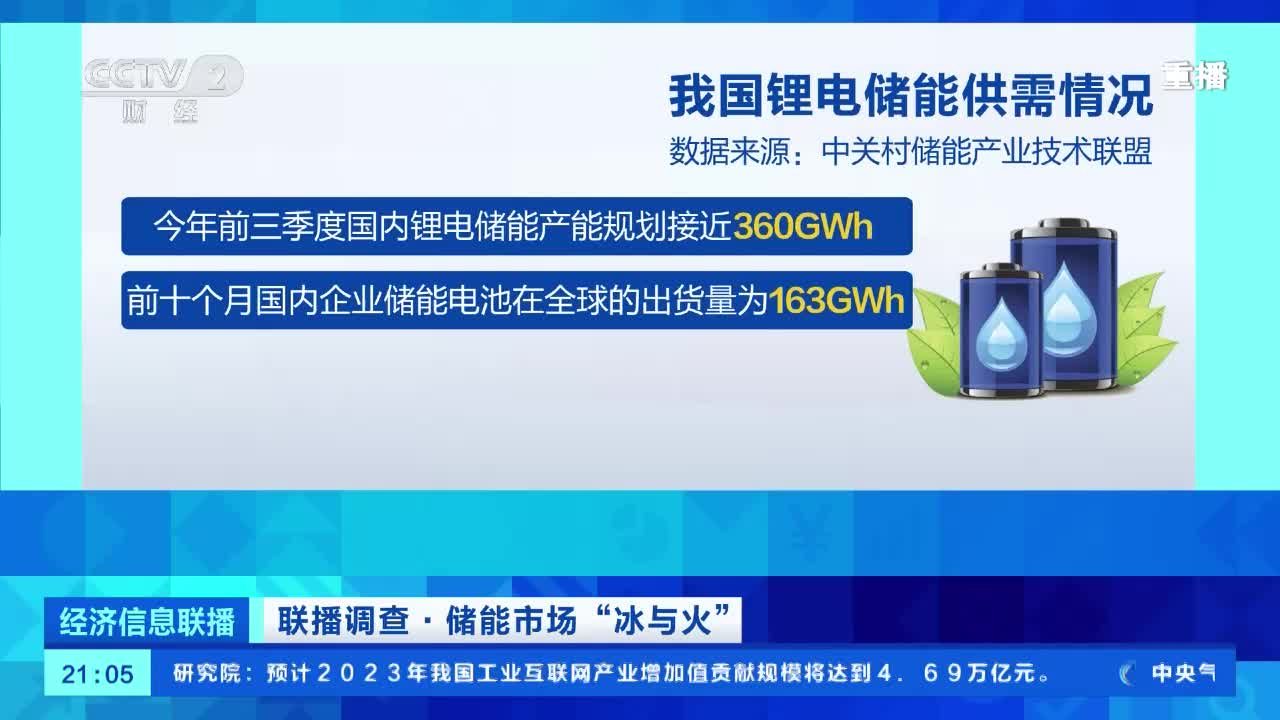 CCTV 2
财 经
重播
我国锂电储能供需情况
数据来源：中关村储能产业技术联盟
今年前三季度国内锂电储能产能规划接近360GWh
前十个月国内企业储能电池在全球的出货量为163GWh
经济信息联播
联播调查·储能市场“冰与火”
21:05
研究院：预计2023年我国工业互联网产业增加值贡献规模将达到4．69万亿元。
中央气